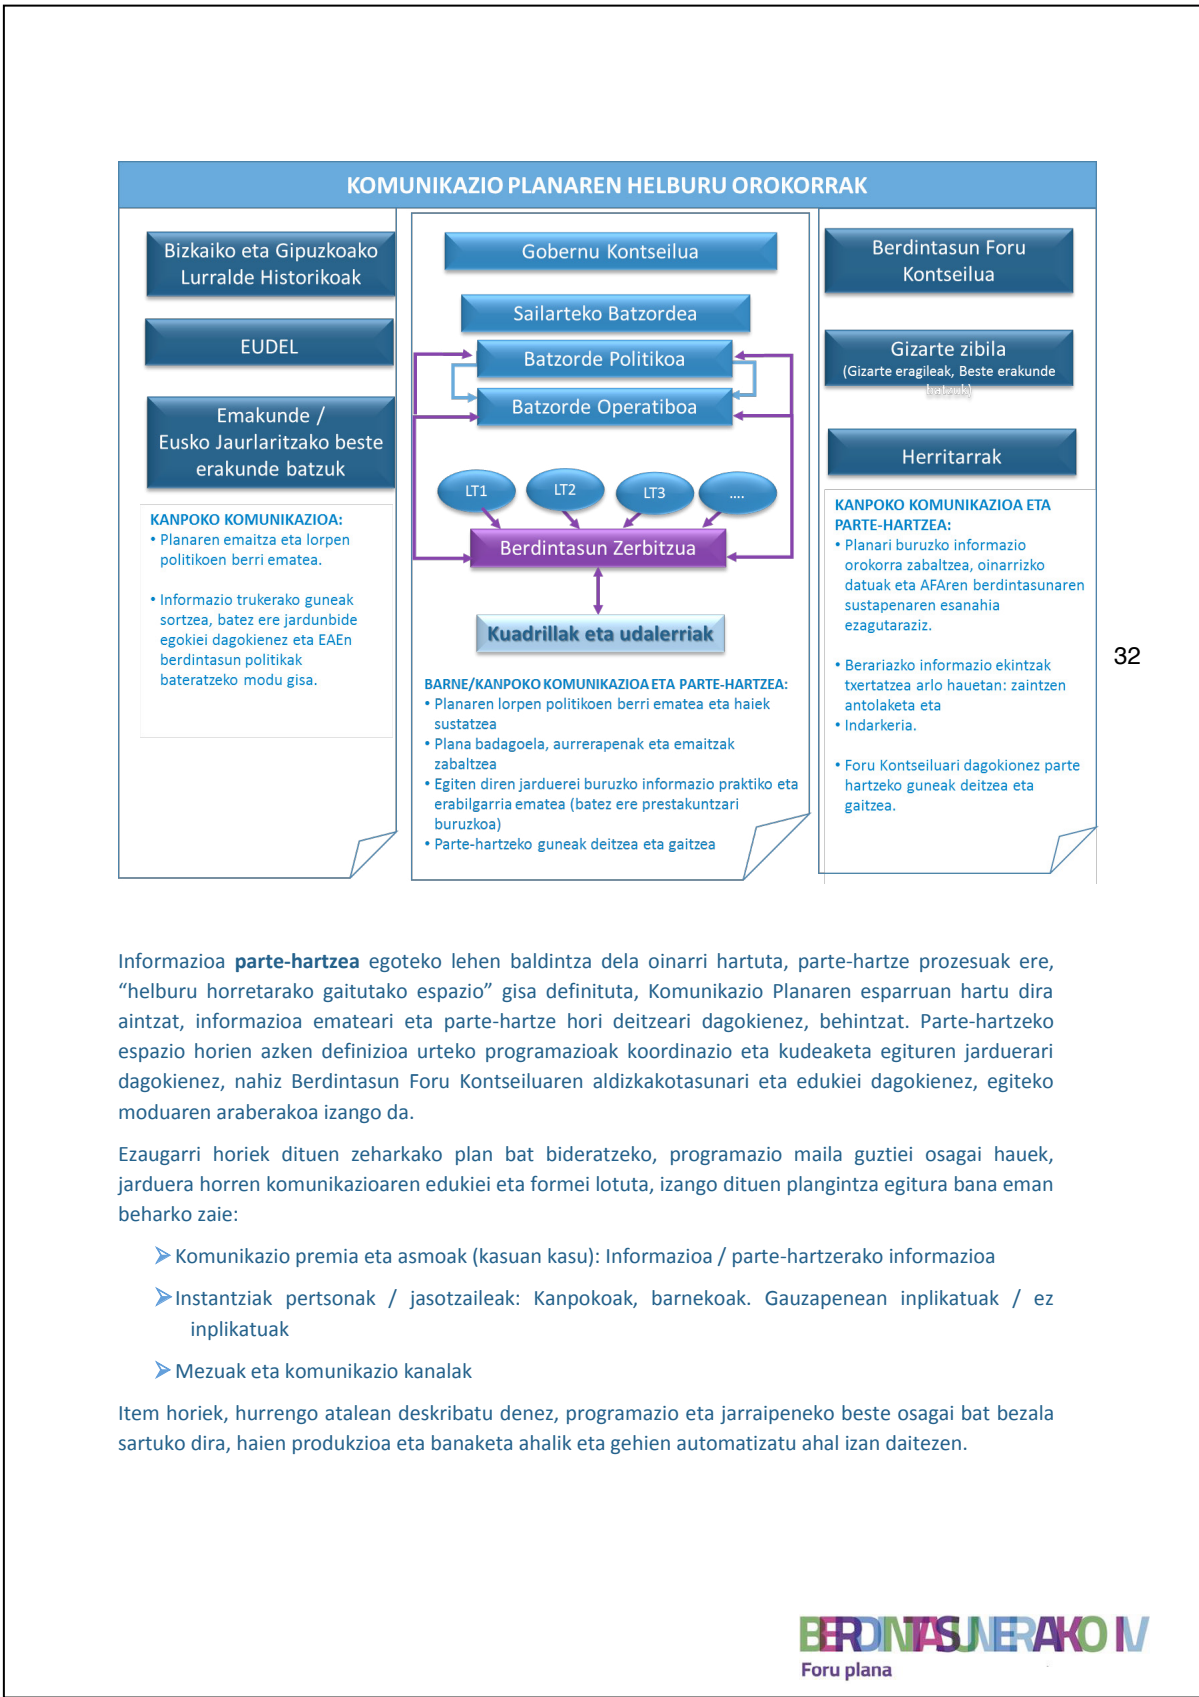 KOMUNIKAZIO PLANAREN HELBURU OROKORRAK
Bizkaiko eta Gipuzkoako
Lurralde Historikoak
EUDEL
Emakunde /
Eusko Jaurlaritzako beste
erakunde batzuk
KANPOKO KOMUNIKAZIOA:
• Planaren emaitza eta lorpen
politikoen berri ematea.
• Informazio trukerako guneak
sortzea, batez ere jardunbide
egokiei dagokienez eta EAEn
berdintasun politikak
bateratzeko modu gisa.
Gobernu Kontseilua
Sailarteko Batzordea
Batzorde Politikoa
Batzorde Operatiboa
LT1
LT2
LT3
....
Berdintasun Zerbitzua
Kuadrillak eta udalerriak
BARNE/KANPOKO KOMUNIKAZIOA ETA PARTE-HARTZEA:
• Planaren lorpen politikoen berri ematea eta haiek
sustatzea
• Plana badagoela, aurrerapenak eta emaitzak
zabaltzea
• Egiten diren jarduerei buruzko informazio praktiko eta
erabilgarria ematea (batez ere prestakuntzari
buruzkoa)
• Parte-hartzeko guneak deitzea eta gaitzea
Berdintasun Foru
Kontseilua
Gizarte zibila
(Gizarte eragileak, Beste erakunde
batzuk)
Herritarrak
KANPOKO KOMUNIKAZIOA ETA
PARTE-HARTZEA:
• Planari buruzko informazio
orokorra zabaltzea, oinarrizko
datuak eta AFAren berdintasunaren
sustapenaren esanahia
ezagutaraziz.
• Berariazko informazio ekintzak
txertatzea arlo hauetan: zaintzen
antolaketa eta
• Indarkeria.
• Foru Kontseiluari dagokionez parte
hartzeko guneak deitzea eta
gaitzea.
32
Informazioa parte-hartzea egoteko lehen baldintza dela oinarri hartuta, parte-hartze prozesuak ere,
“helburu horretarako gaitutako espazio” gisa definituta, Komunikazio Planaren esparruan hartu dira
aintzat, informazioa emateari eta parte-hartze hori deitzeari dagokienez, behintzat. Parte-hartzeko
espazio horien azken definizioa urteko programazioak koordinazio eta kudeaketa egituren jarduerari
dagokienez, nahiz Berdintasun Foru Kontseiluaren aldizkakotasunari eta edukiei dagokienez, egiteko
moduaren araberakoa izango da.
Ezaugarri horiek dituen zeharkako plan bat bideratzeko, programazio maila guztiei osagai hauek,
jarduera horren komunikazioaren edukiei eta formei lotuta, izango dituen plangintza egitura bana eman
beharko zaie:
➢ Komunikazio premia eta asmoak (kasuan kasu): Informazioa / parte-hartzerako informazioa
➢ Instantziak pertsonak / jasotzaileak: Kanpokoak, barnekoak. Gauzapenean inplikatuak / ez
inplikatuak
➢ Mezuak eta komunikazio kanalak
Item horiek, hurrengo atalean deskribatu denez, programazio eta jarraipeneko beste osagai bat bezala
sartuko dira, haien produkzioa eta banaketa ahalik eta gehien automatizatu ahal izan daitezen.
BERDINTASUNERAKO IV
Foru plana